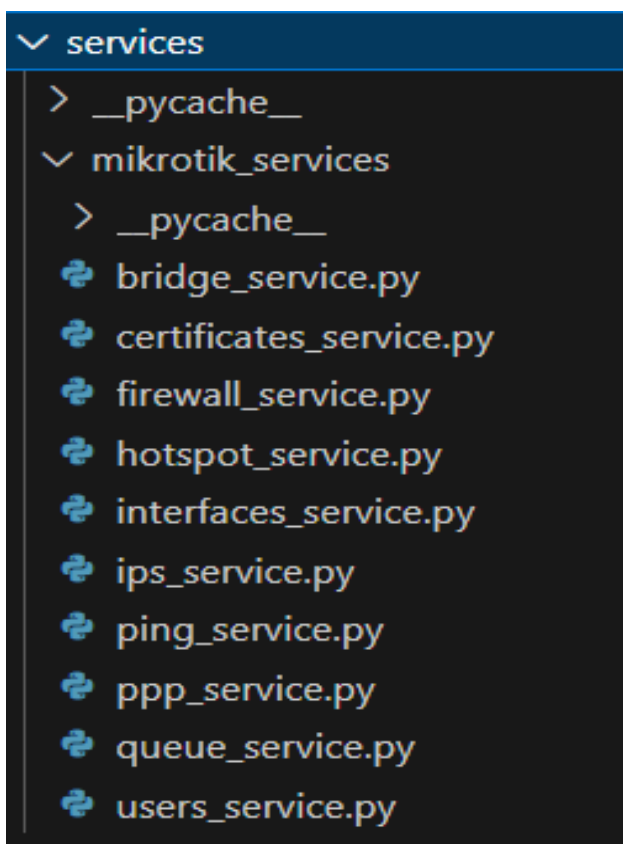 services
__pycache__
mikrotik_services
__pycache__
bridge_service.py
certificates_service.py
firewall_service.py
hotspot_service.py
interfaces_service.py
ips_service.py
ping_service.py
ppp_service.py
queue_service.py
users_service.py